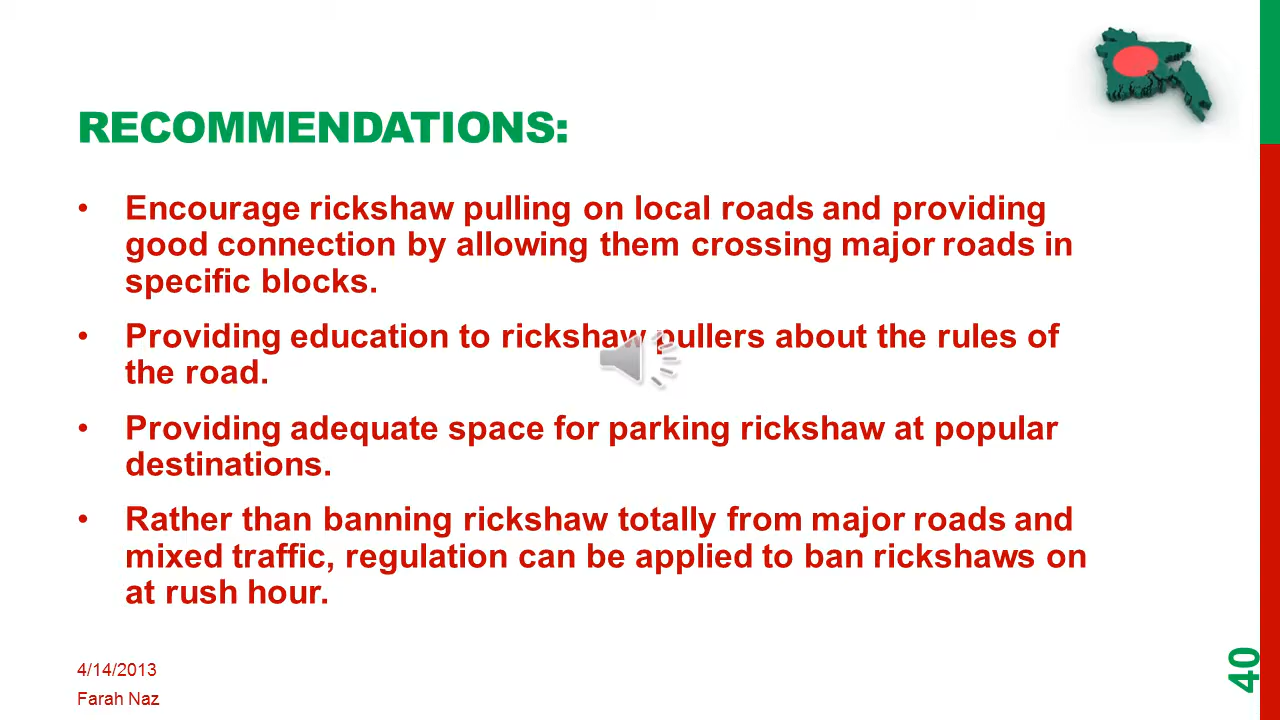 RECOMMENDATIONS:
• Encourage rickshaw pulling on local roads and providing
good connection by allowing them crossing major roads in
specific blocks.
• Providing education to rickshaw pullers about the rules of
the road.
• Providing adequate space for parking rickshaw at popular
destinations.
• Rather than banning rickshaw totally from major roads and
mixed traffic, regulation can be applied to ban rickshaws on
at rush hour.
4/14/2013
Farah Naz
40